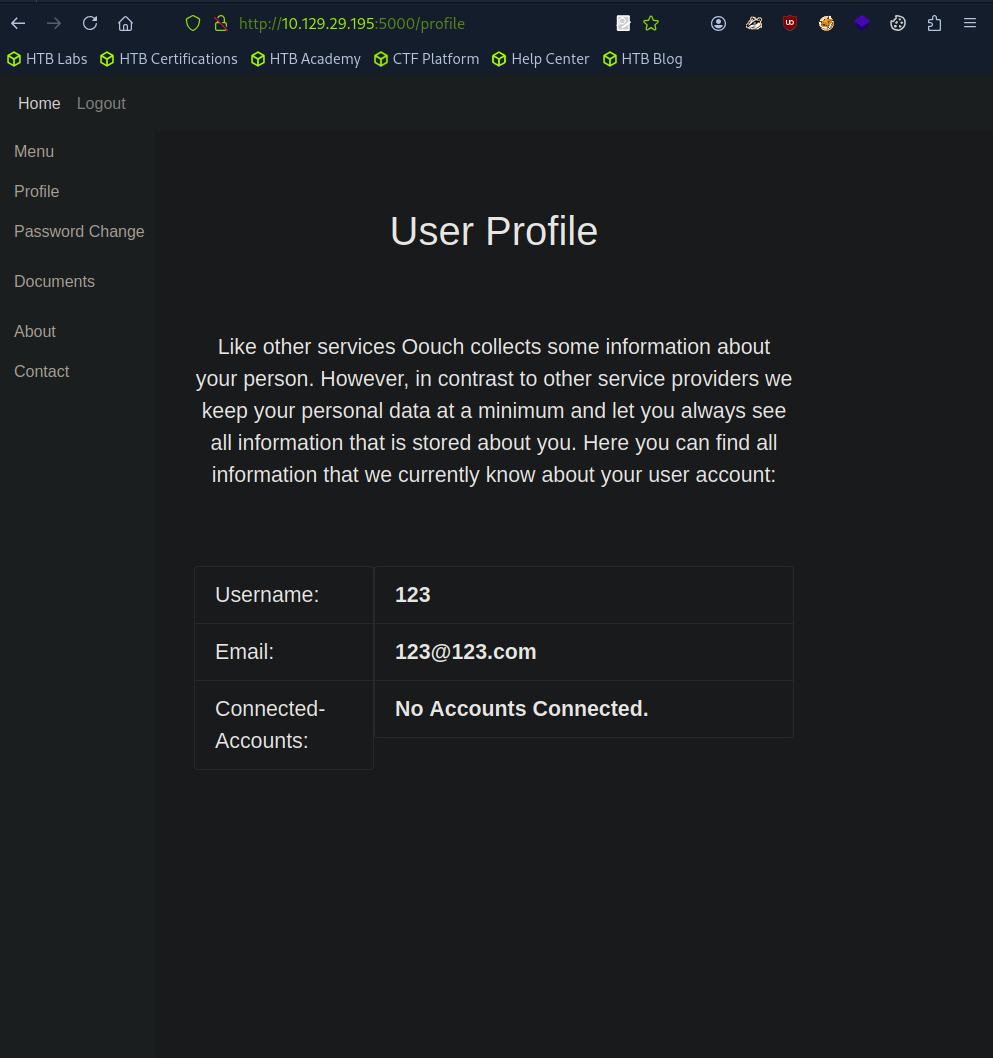 http://10.129.29.195:5000/profile
HTB Labs HTB Certifications HTB Academy CTF Platform Help Center HTB Blog
Home Logout
Menu
Profile
Password Change
Documents
About
Contact
User Profile
Like other services Oouch collects some information about
your person. However, in contrast to other service providers we
keep your personal data at a minimum and let you always see
all information that is stored about you. Here you can find all
information that we currently know about your user account:
Username: 123
Email: 123@123.com
Connected- No Accounts Connected.
Accounts: